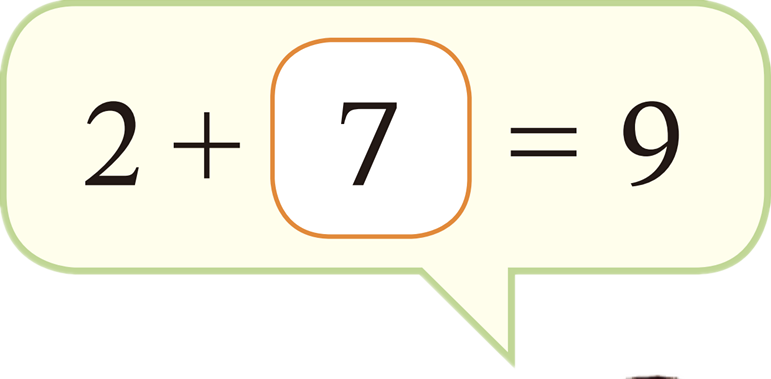 2 + 7 = 9